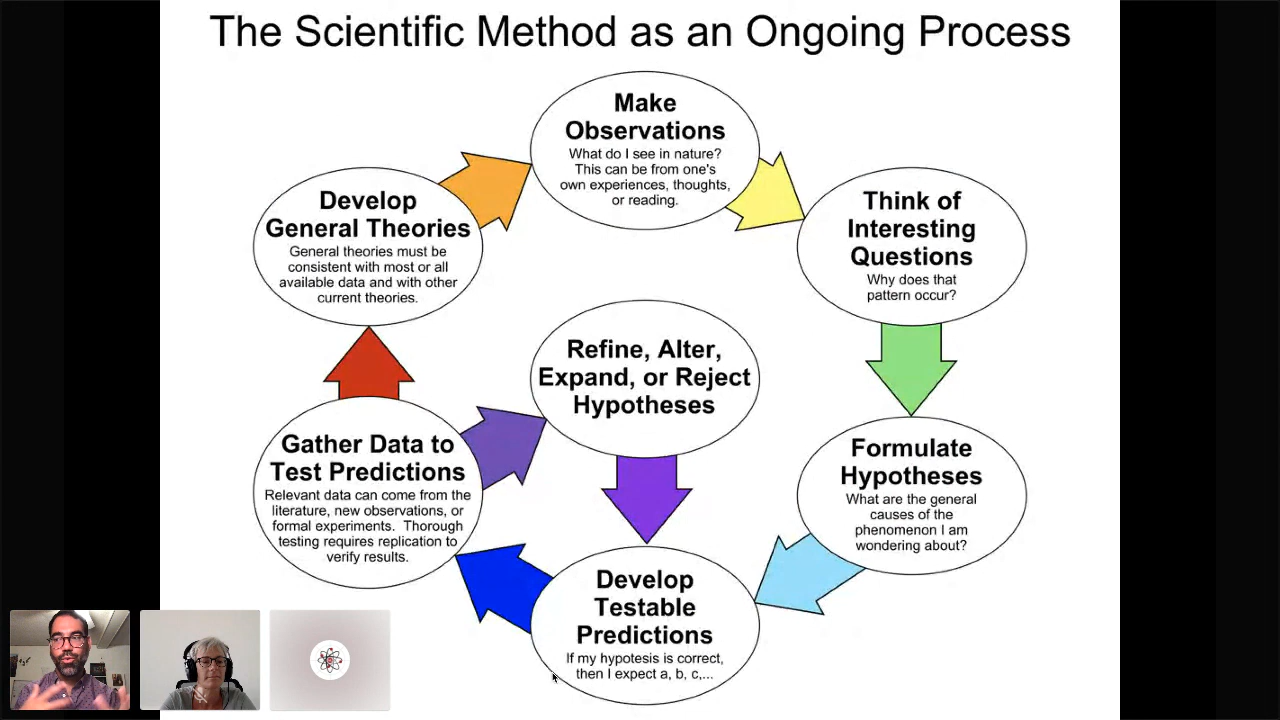 The Scientific Method as an Ongoing Process
Make
Observations
What do I see in nature?
This can be from one's
own experiences, thoughts,
or reading.
Think of
Interesting
Questions
Why does that
pattern occur?
Formulate
Hypotheses
What are the general
causes of the
phenomenon I am
wondering about?
Develop
Testable
Predictions
If my hypotesis is correct,
then I expect a, b, c,...
Gather Data to
Test Predictions
Relevant data can come from the
literature, new observations, or
formal experiments.  Thorough
testing requires replication to
verify results.
Refine, Alter,
Expand, or Reject
Hypotheses
Develop
General Theories
General theories must be
consistent with most or all
available data and with other
current theories.